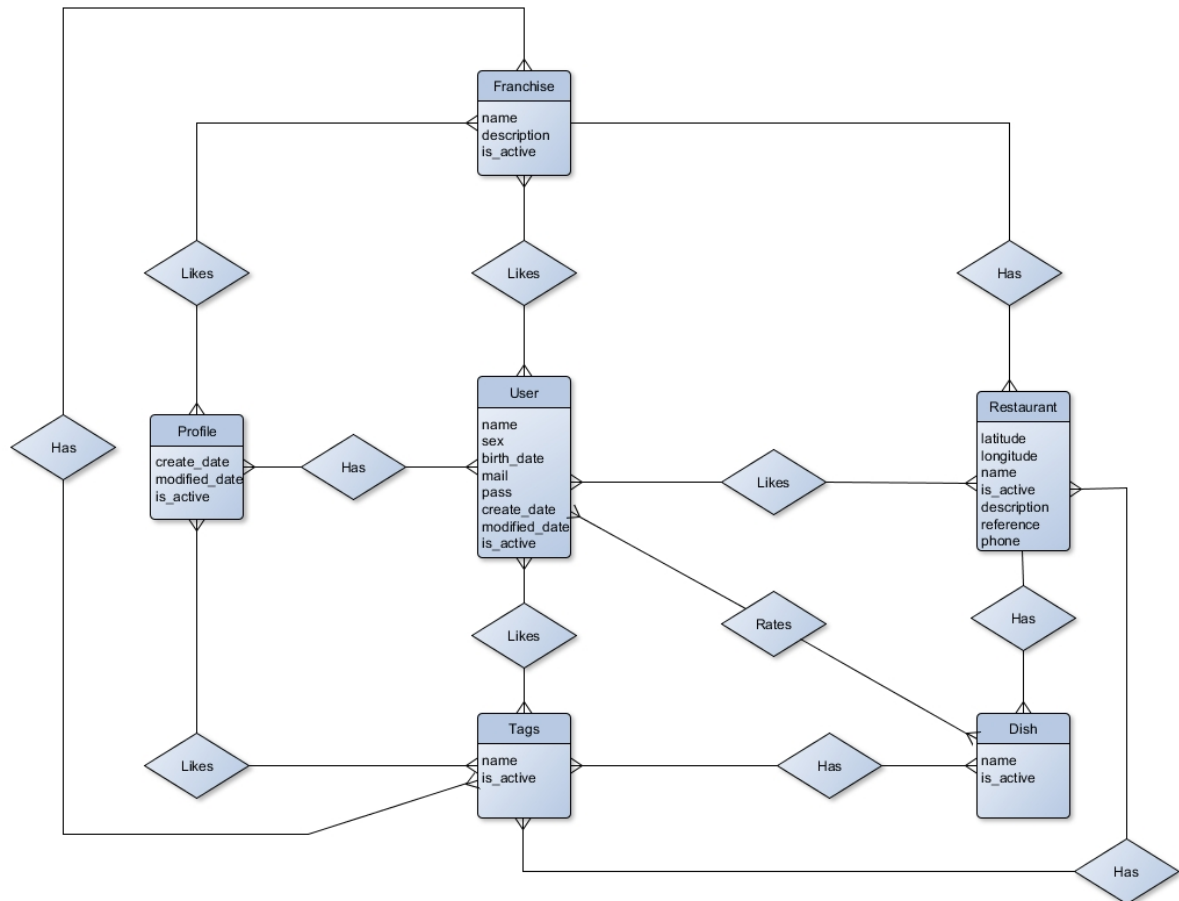 Franchise
name
description
is_active
Likes
Likes
Has
User
name
sex
birth_date
mail
pass
create_date
modified_date
is_active
Restaurant
latitude
longitude
name
is_active
description
reference
phone
Profile
create_date
modified_date
is_active
Has
Has
Likes
Rates
Has
Likes
Tags
name
is_active
Dish
name
is_active
Likes
Has
Has